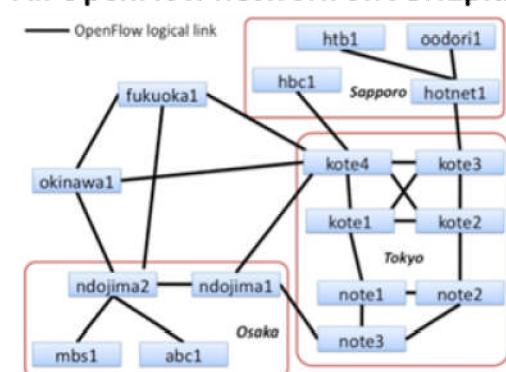 OpenFlow logical link
htb1
oodori1
hbc1
Sapporo
hotnet1
fukuoka1
kote4
kote3
okinawa1
kote1
kote2
Tokyo
ndojima2
ndojima1
note1
note2
Osaka
note3
mbs1
abc1